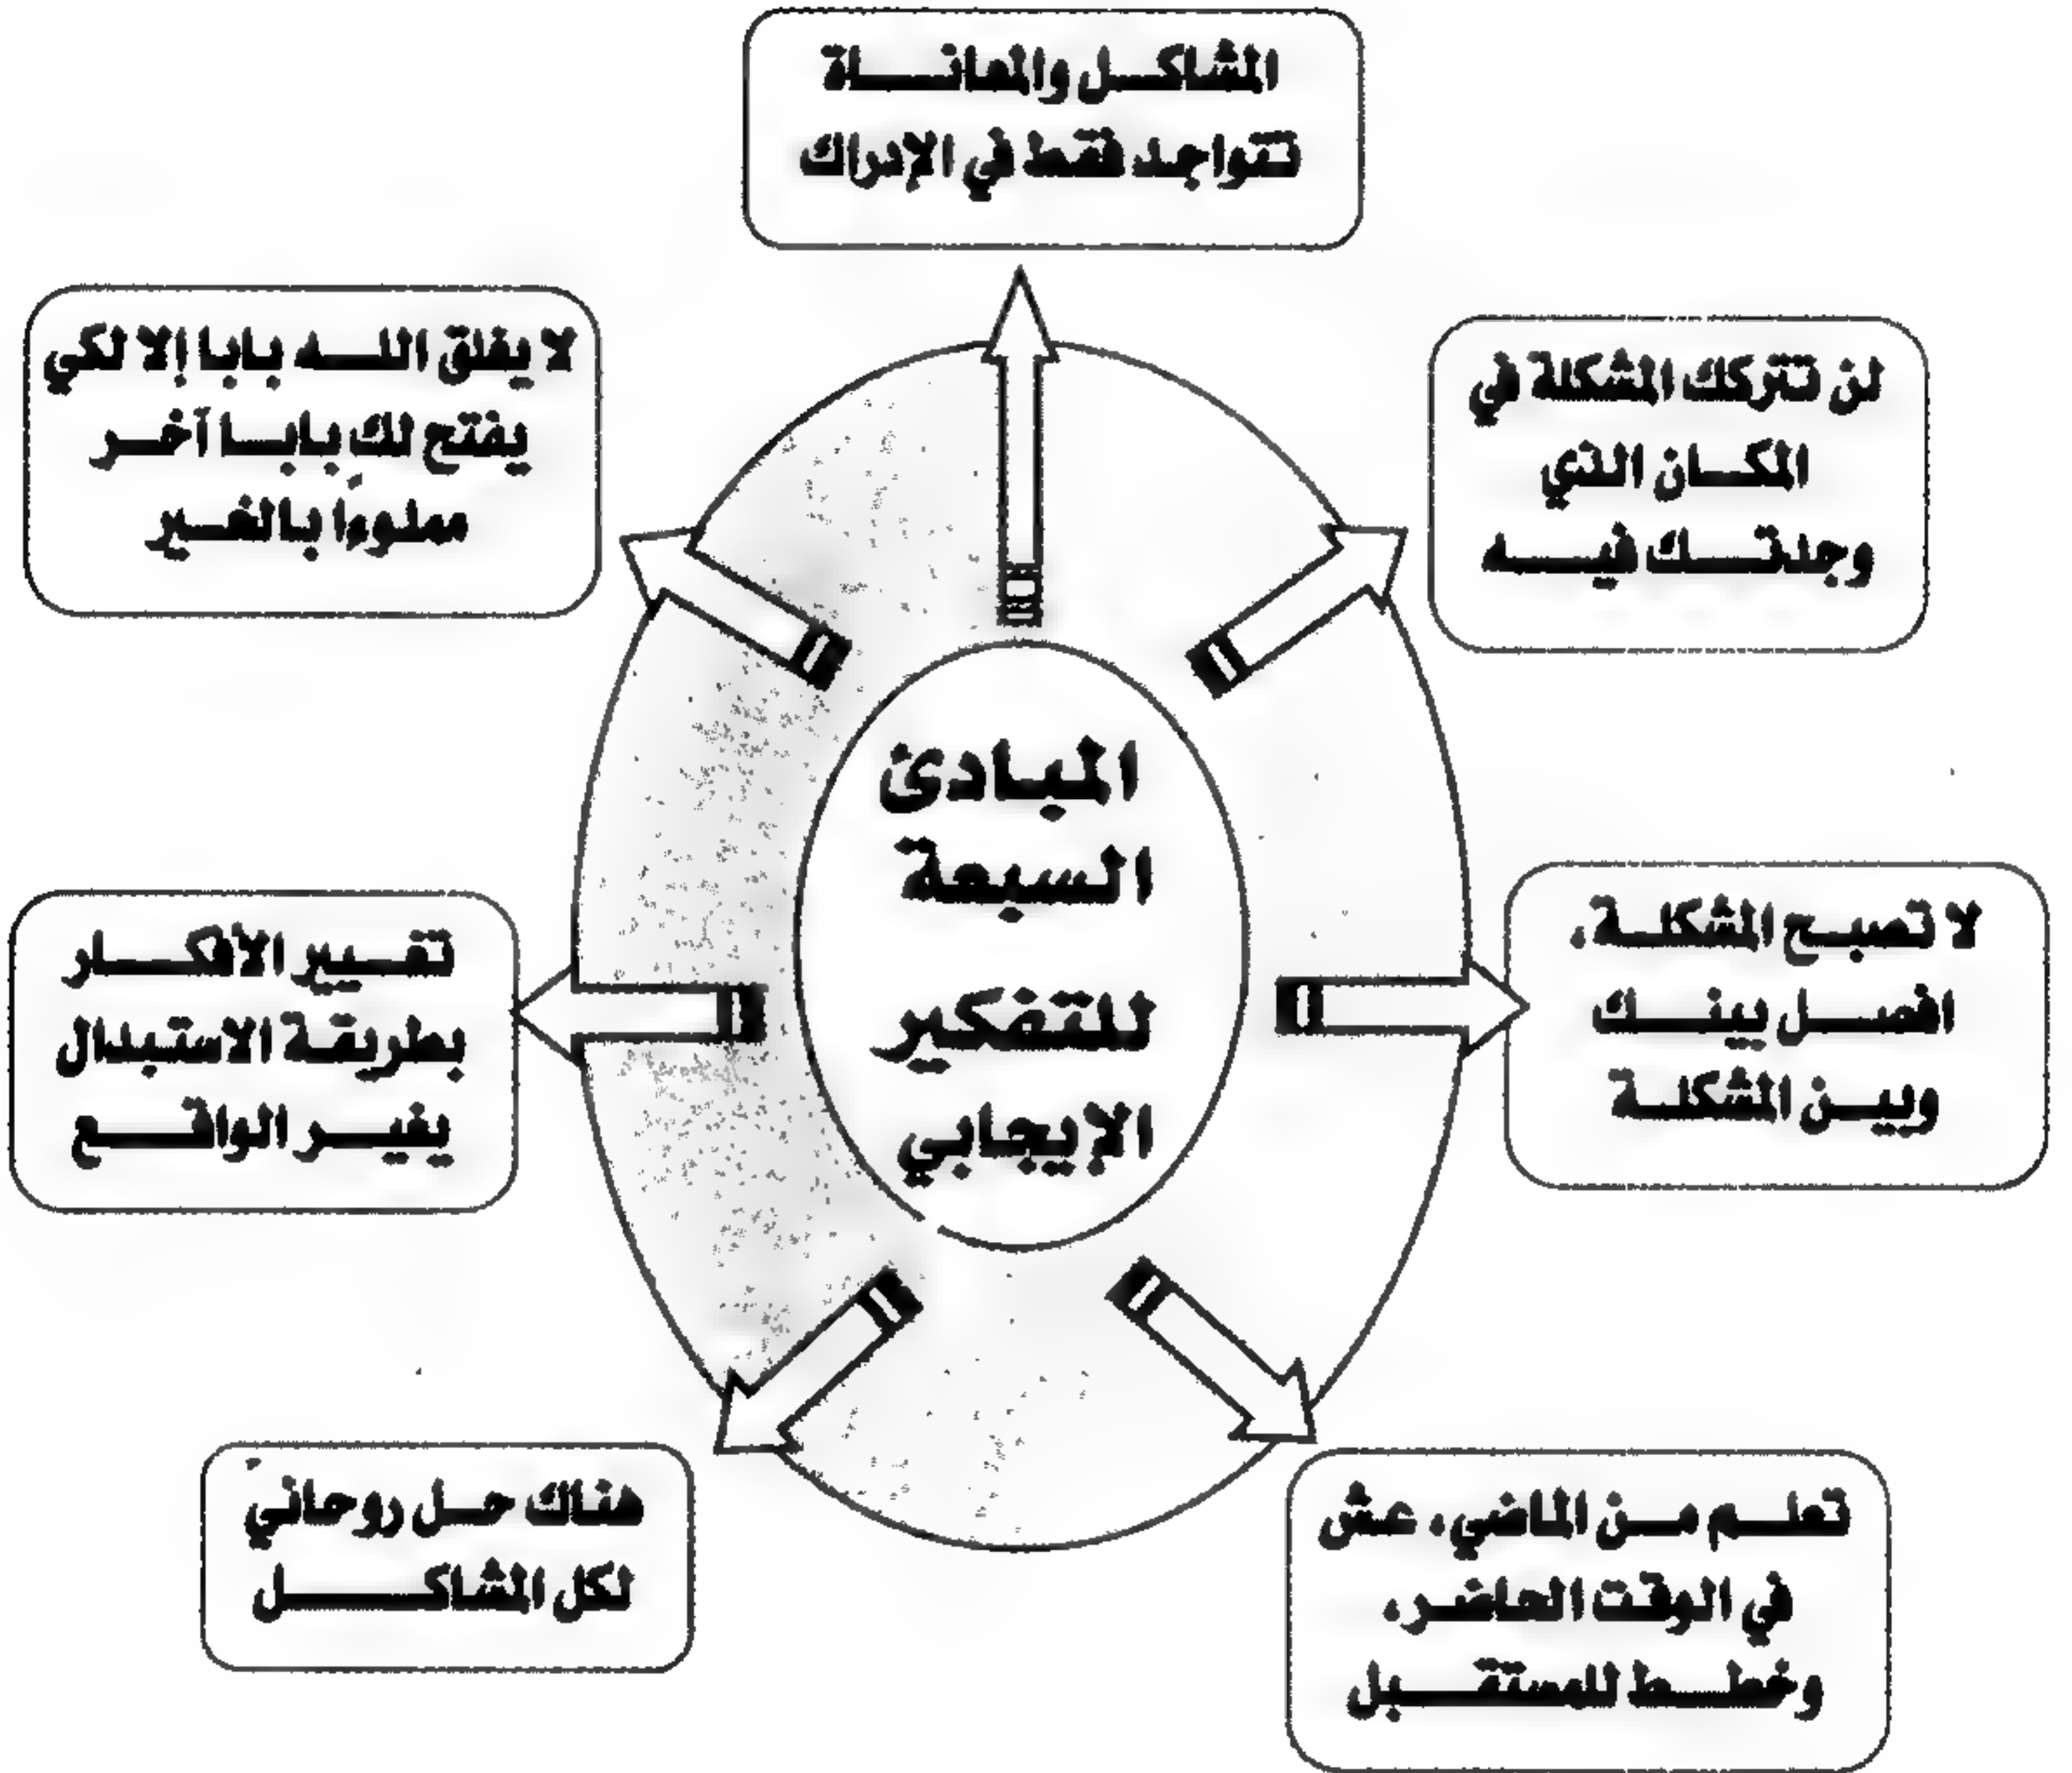 المشاكل والمعاناة
تتواجد فقط في الإدراك
لن تتركك المشكلة في
المكان الذي
وجدتك فيه
لا تصبح المشكلة،
افصل بينك
وبين المشكلة
تعلم من الماضي، عش
في الوقت الحاضر،
وخطط للمستقبل
هناك حل روحاني
لكل المشاكل
تغيير الأفكار
بطريقة الاستبدال
يغير الواقع
لا يغلق الله بابا إلا لكي
يفتح لك بابا آخر
مملوءا بالخير
المبادئ
السبعة
للتفكير
الإيجابي